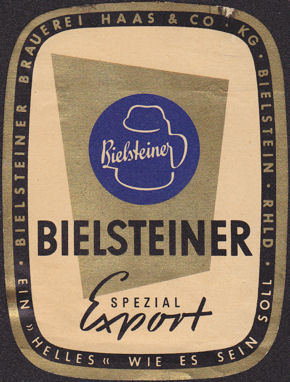 BIELSTEINER BRAUEREI HAAS & CO · KG · BIELSTEIN · RHLD ·
Bielsteiner
BIELSTEINER
SPEZIAL
Export
EIN »HELLES« WIE ES SEIN SOLL